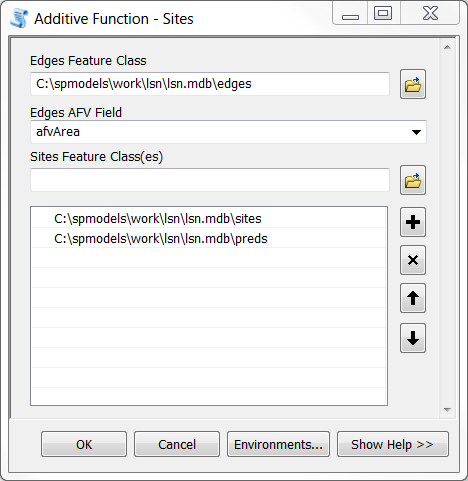 Additive Function - Sites
Edges Feature Class
C:\spmodels\work\lsn\lsn.mdb\edges
Edges AFV Field
afvArea
Sites Feature Class(es)
C:\spmodels\work\lsn\lsn.mdb\sites
C:\spmodels\work\lsn\lsn.mdb\preds
OK Cancel Environments... Show Help >>